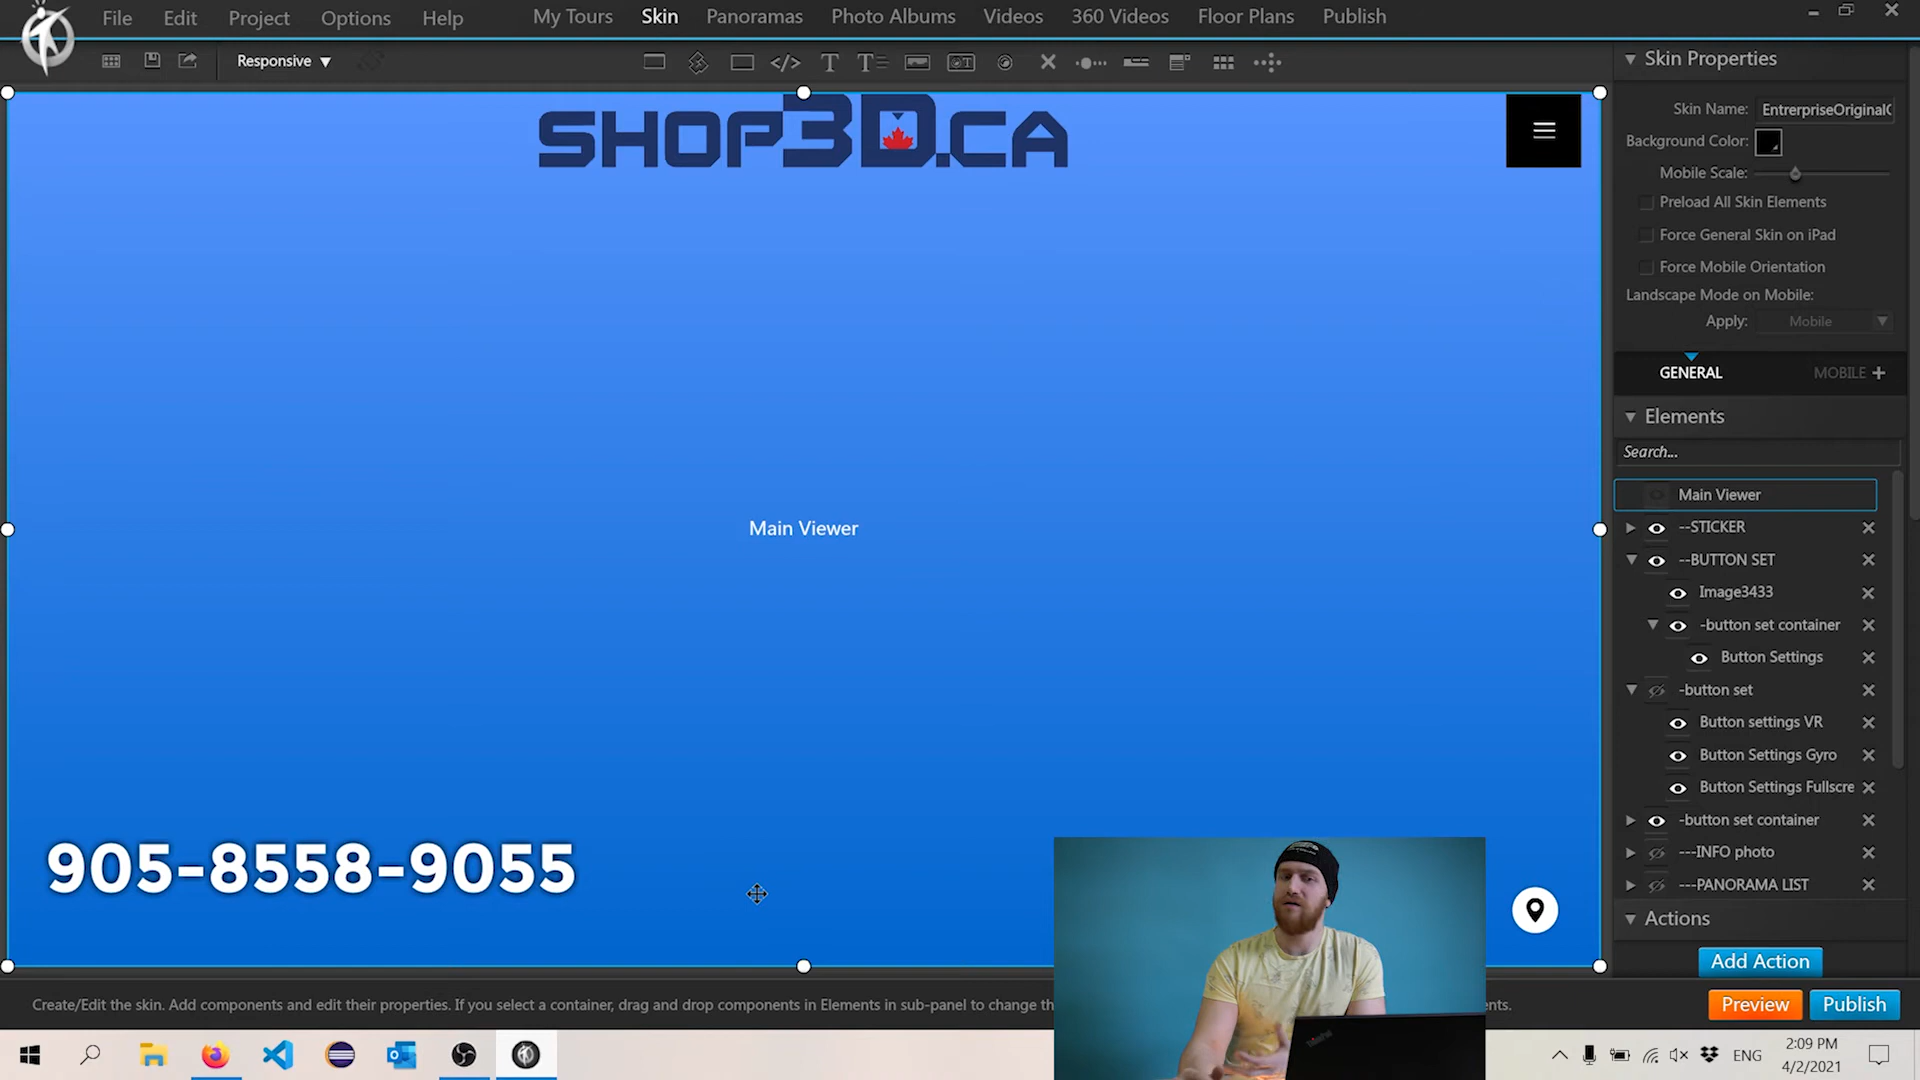 File Edit Project Options Help My Tours Skin Panoramas Photo Albums Videos 360 Videos Floor Plans Publish
Responsive
SHOP3D.CA
Main Viewer
905-8558-9055
Skin Properties
Skin Name: EntrerpriseOriginal
Background Color:
Mobile Scale:
Preload All Skin Elements
Force General Skin on iPad
Force Mobile Orientation
Landscape Mode on Mobile:
Apply: Mobile
GENERAL MOBILE +
Elements
Search...
Main Viewer
--STICKER
--BUTTON SET
Image3433
-button set container
Button Settings
-button set
Button settings VR
Button Settings Gyro
Button Settings Fullscre
-button set container
---INFO photo
---PANORAMA LIST
Actions
Add Action
Create/Edit the skin. Add components and edit their properties. If you select a container, drag and drop components in Elements in sub-panel to change th
ents.
Preview Publish
ThinkPad
ENG
2:09 PM
4/2/2021